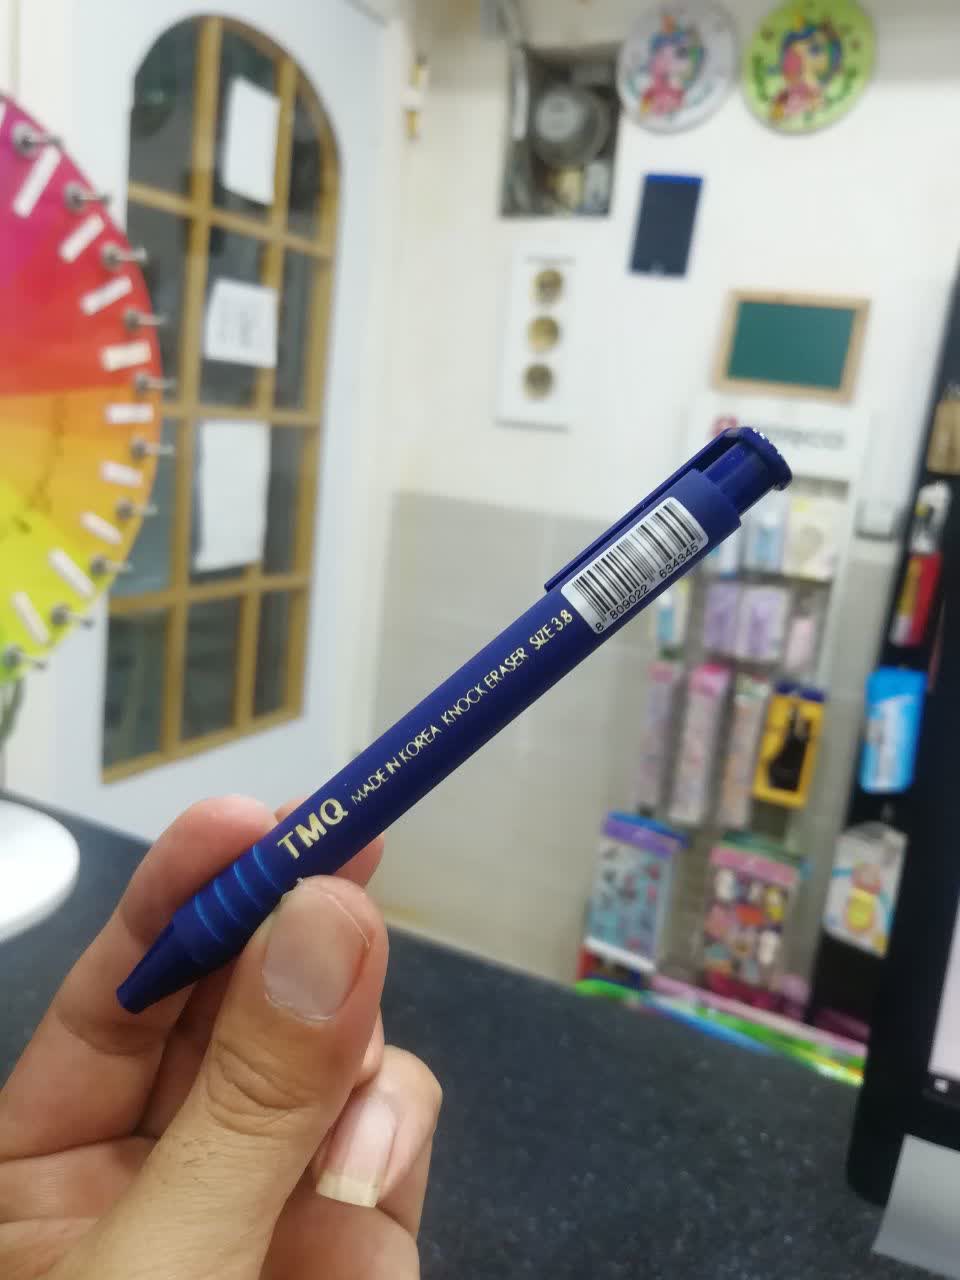 TMQ MADE IN KOREA KNOCK ERASER SIZE 3.8
8 809022 634345